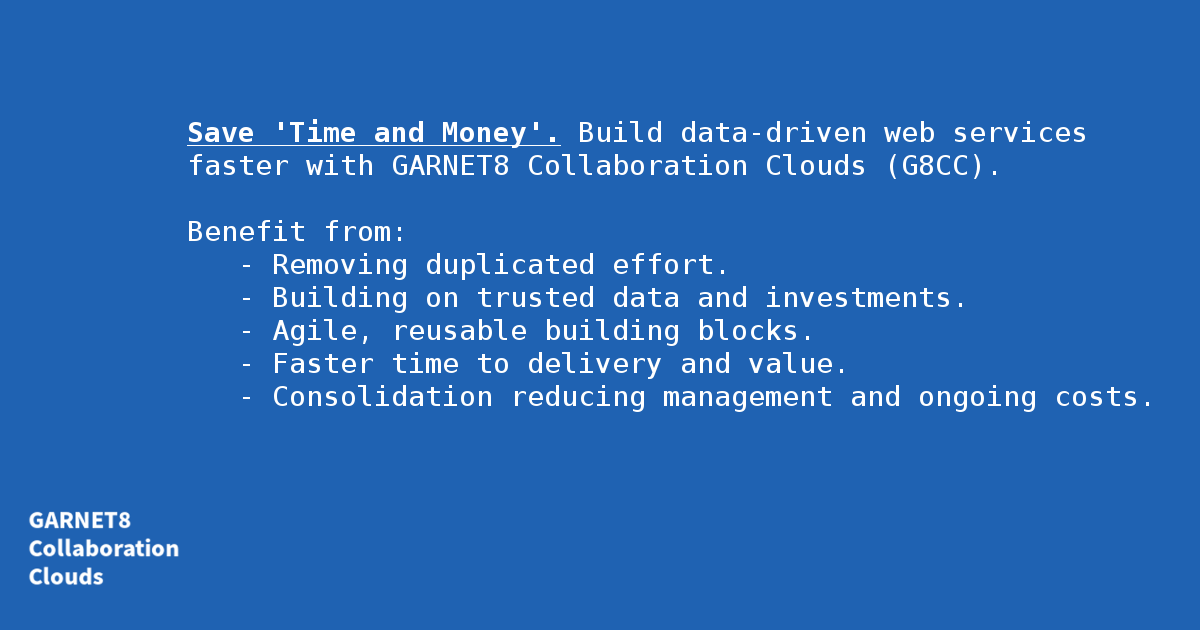 Save 'Time and Money'. Build data-driven web services
faster with GARNET8 Collaboration Clouds (G8CC).
Benefit from:
- Removing duplicated effort.
- Building on trusted data and investments.
- Agile, reusable building blocks.
- Faster time to delivery and value.
- Consolidation reducing management and ongoing costs.
GARNET8
Collaboration
Clouds